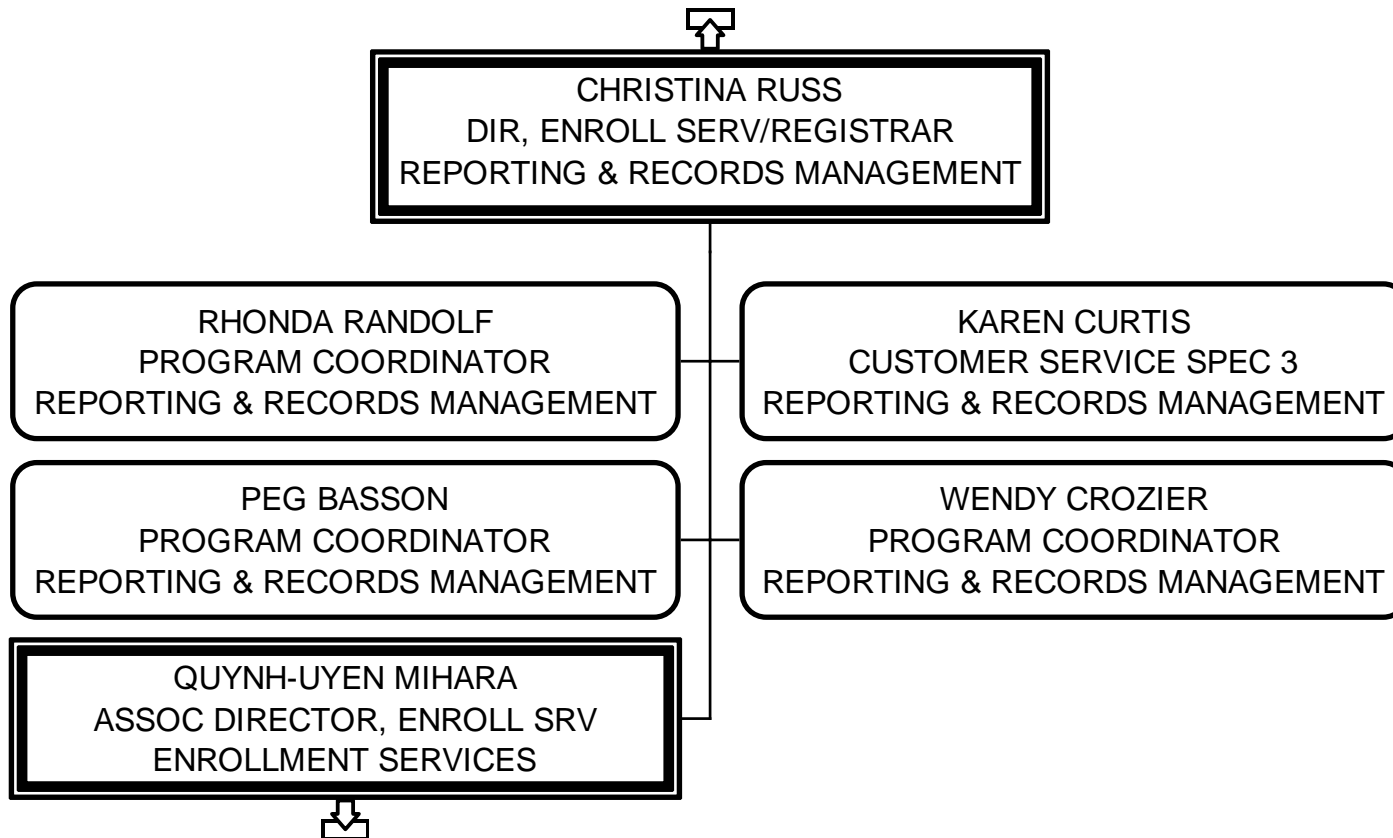 CHRISTINA RUSS
DIR, ENROLL SERV/REGISTRAR
REPORTING & RECORDS MANAGEMENT
RHONDA RANDOLF
PROGRAM COORDINATOR
REPORTING & RECORDS MANAGEMENT
KAREN CURTIS
CUSTOMER SERVICE SPEC 3
REPORTING & RECORDS MANAGEMENT
PEG BASSON
PROGRAM COORDINATOR
REPORTING & RECORDS MANAGEMENT
WENDY CROZIER
PROGRAM COORDINATOR
REPORTING & RECORDS MANAGEMENT
QUYNH-UYEN MIHARA
ASSOC DIRECTOR, ENROLL SRV
ENROLLMENT SERVICES